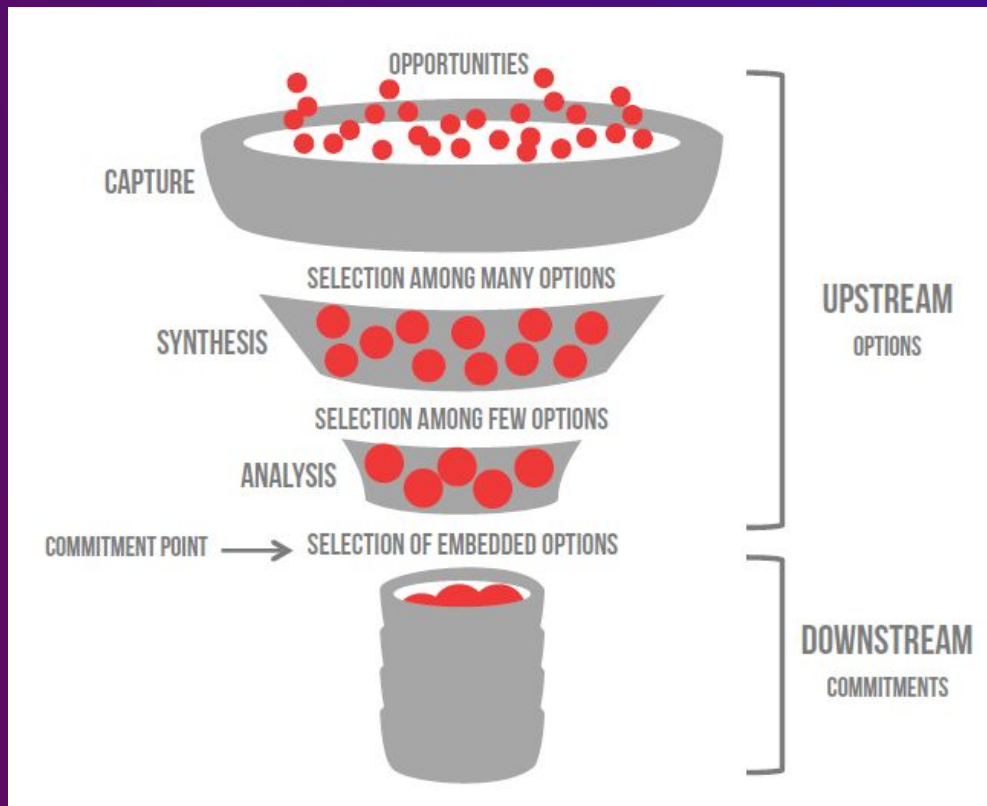 OPPORTUNITIES
CAPTURE
SELECTION AMONG MANY OPTIONS
SYNTHESIS
SELECTION AMONG FEW OPTIONS
ANALYSIS
COMMITMENT POINT
SELECTION OF EMBEDDED OPTIONS
UPSTREAM
OPTIONS
DOWNSTREAM
COMMITMENTS